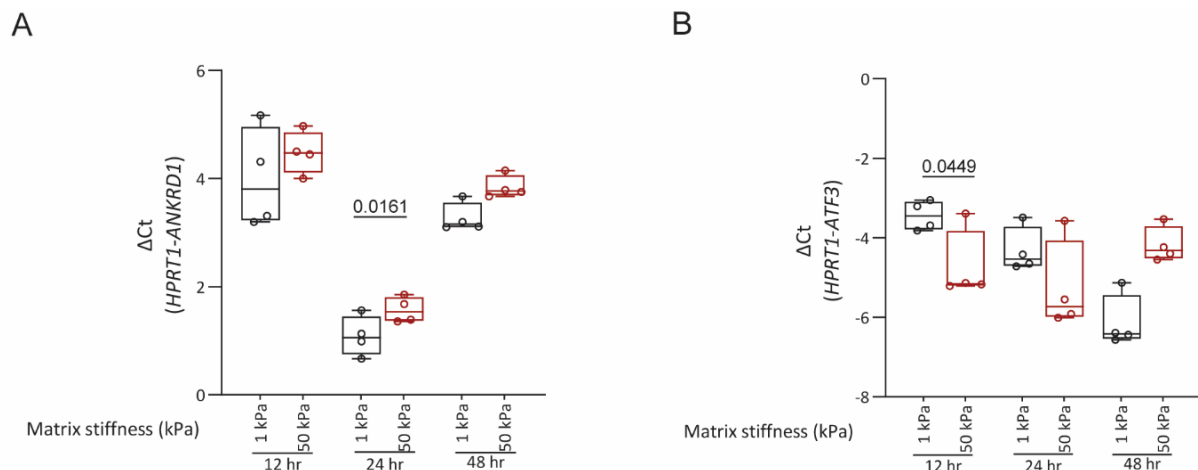 A
6
4
2
0
ΔCt
(HPRT1-ANKRD1)
0.0161
1 kPa
50 kPa
1 kPa
50 kPa
1 kPa
50 kPa
Matrix stiffness (kPa)
12 hr
24 hr
48 hr
B
0
-2
-4
-6
-8
ΔCt
(HPRT1-ATF3)
0.0449
1 kPa
50 kPa
1 kPa
50 kPa
1 kPa
50 kPa
Matrix stiffness (kPa)
12 hr
24 hr
48 hr